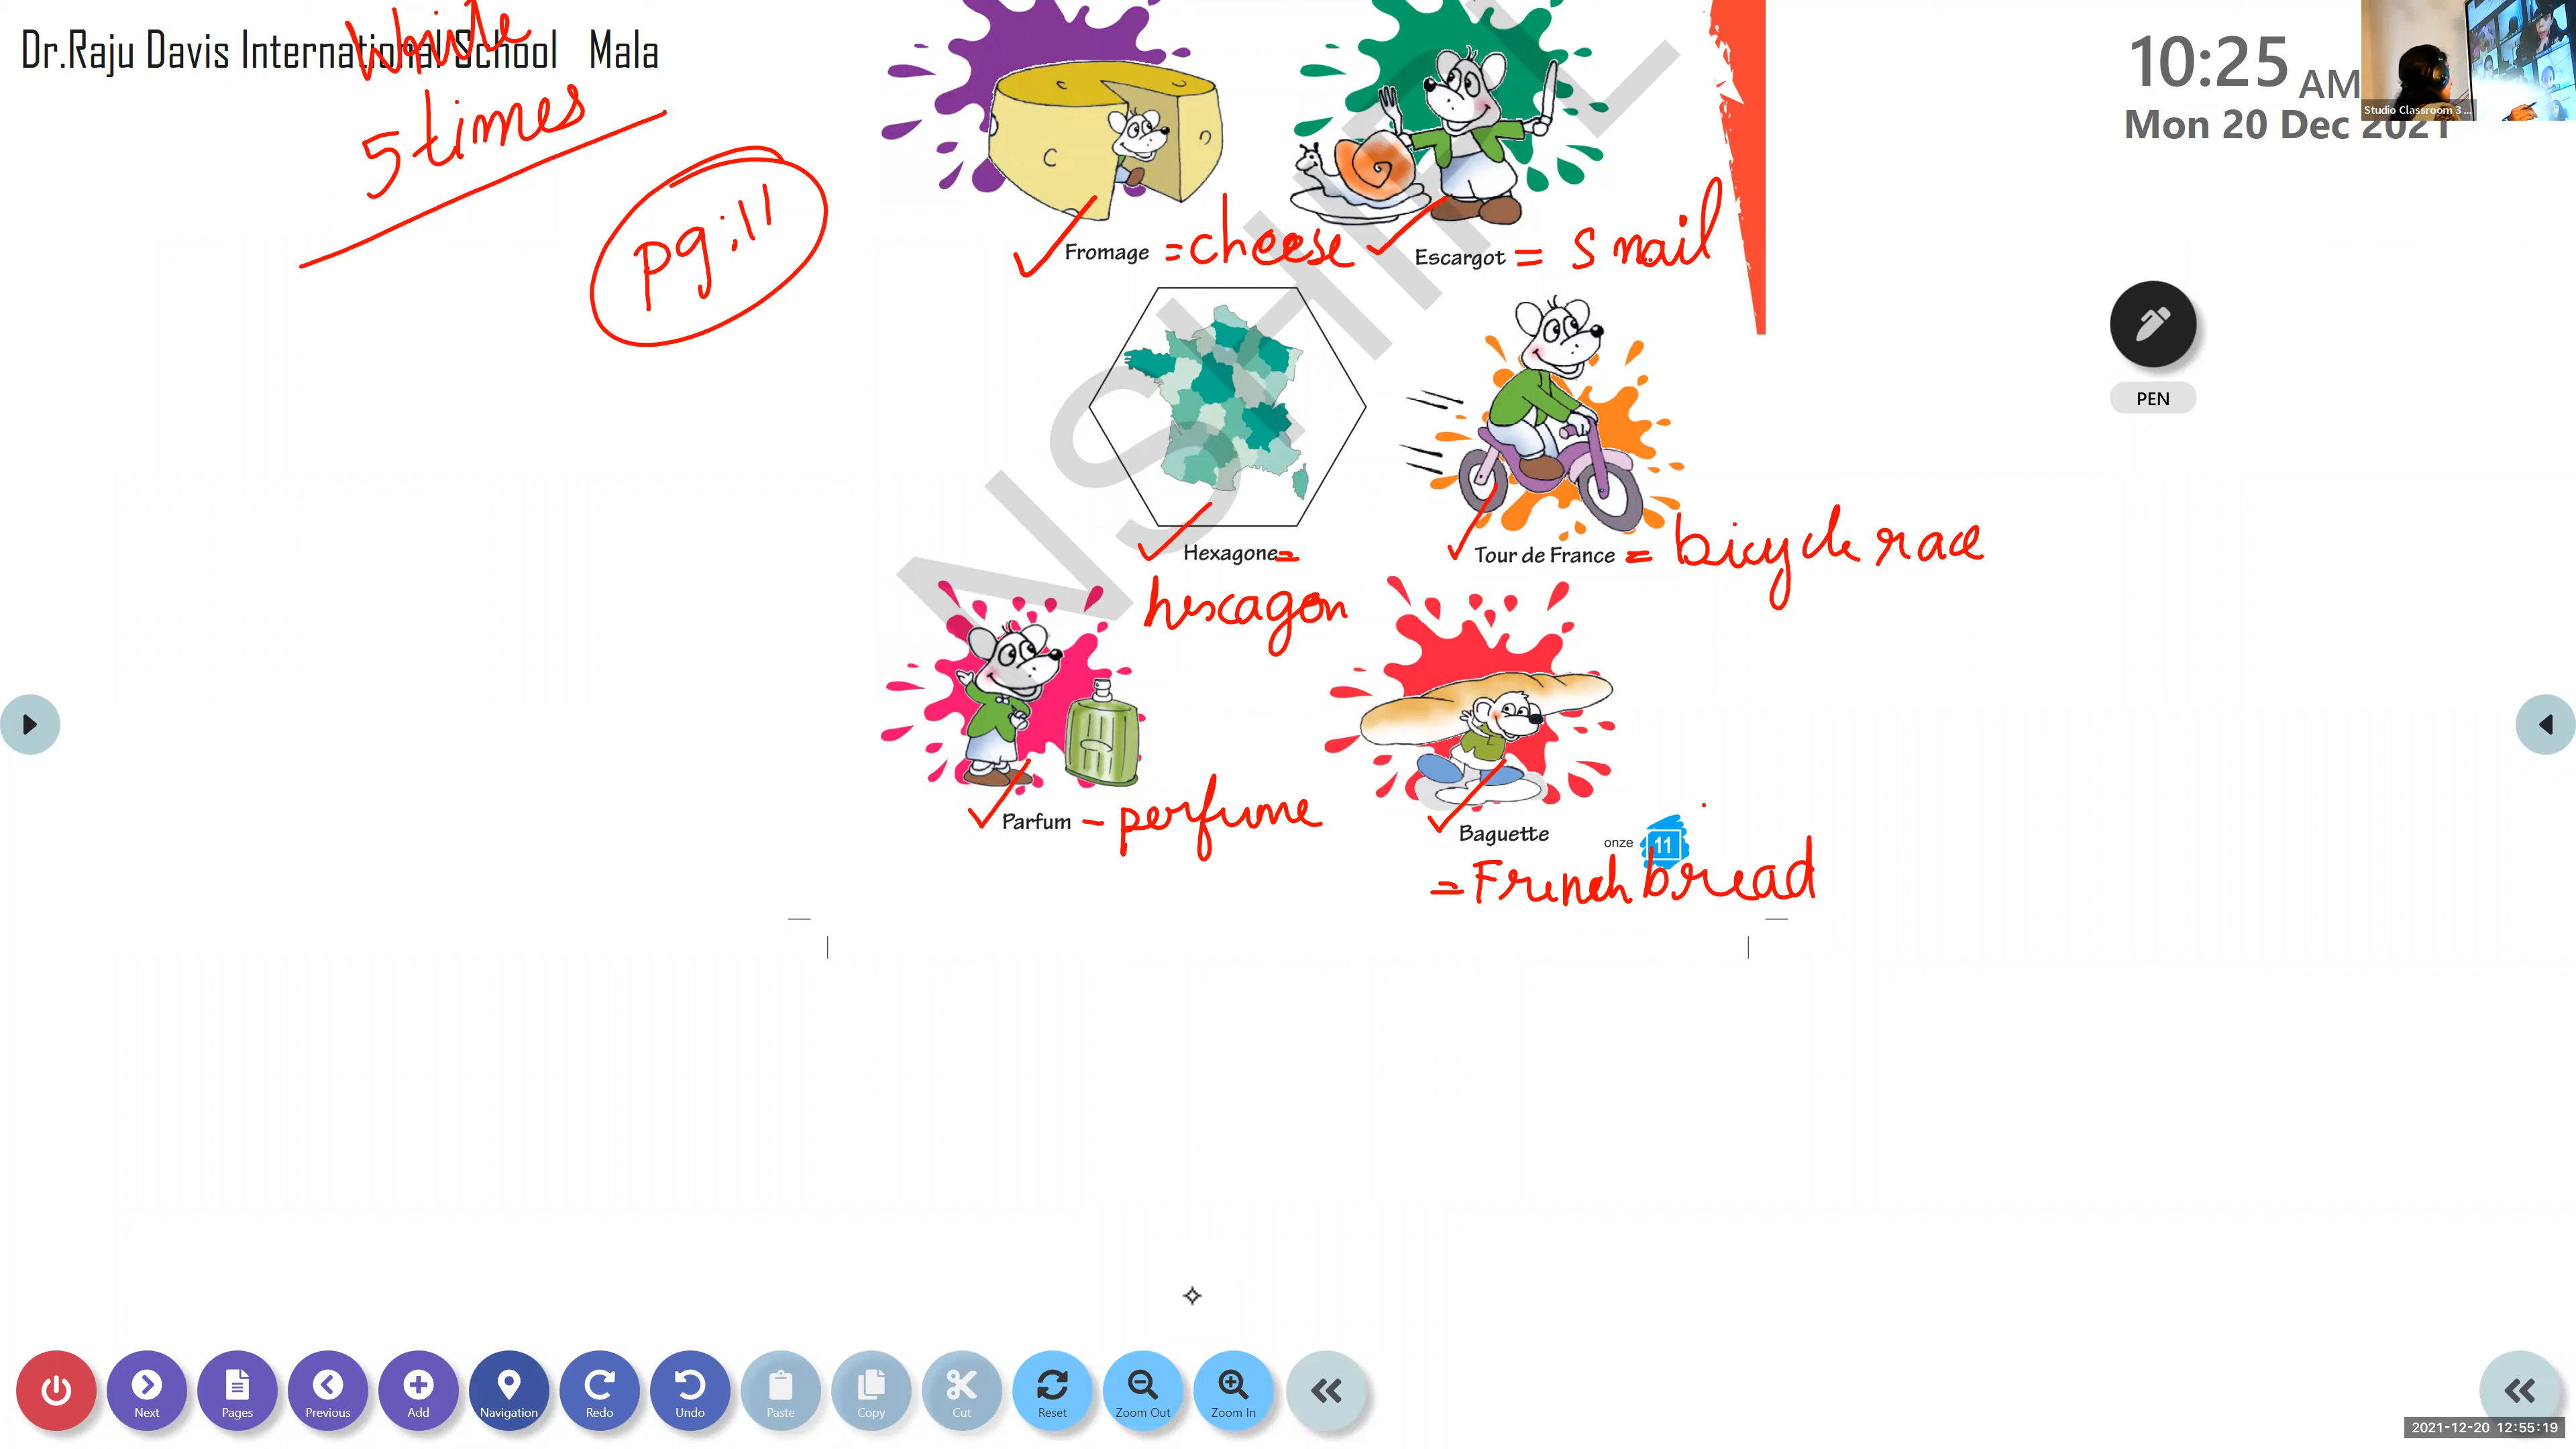 Dr.Raju Davis International School Mala
Write
5 times
pg:11
10:25 AM
Mon 20 Dec 2021
Studio Classroom 3 ...
Fromage = cheese
Escargot = snail
PEN
Hexagone =
hexagon
Tour de France = bicycle race
Parfum - perfume
Baguette
= French bread
onze 11
Next
Pages
Previous
Add
Navigation
Redo
Undo
Paste
Copy
Cut
Reset
Zoom Out
Zoom In
2021-12-20 12:55:19